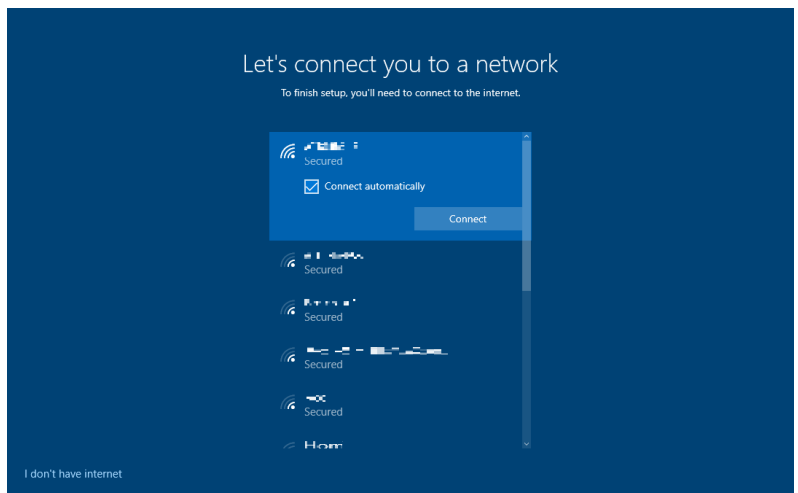 Let's connect you to a network
To finish setup, you'll need to connect to the internet.
Secured
Connect automatically
Connect
Secured
Secured
Secured
Secured
I don't have internet